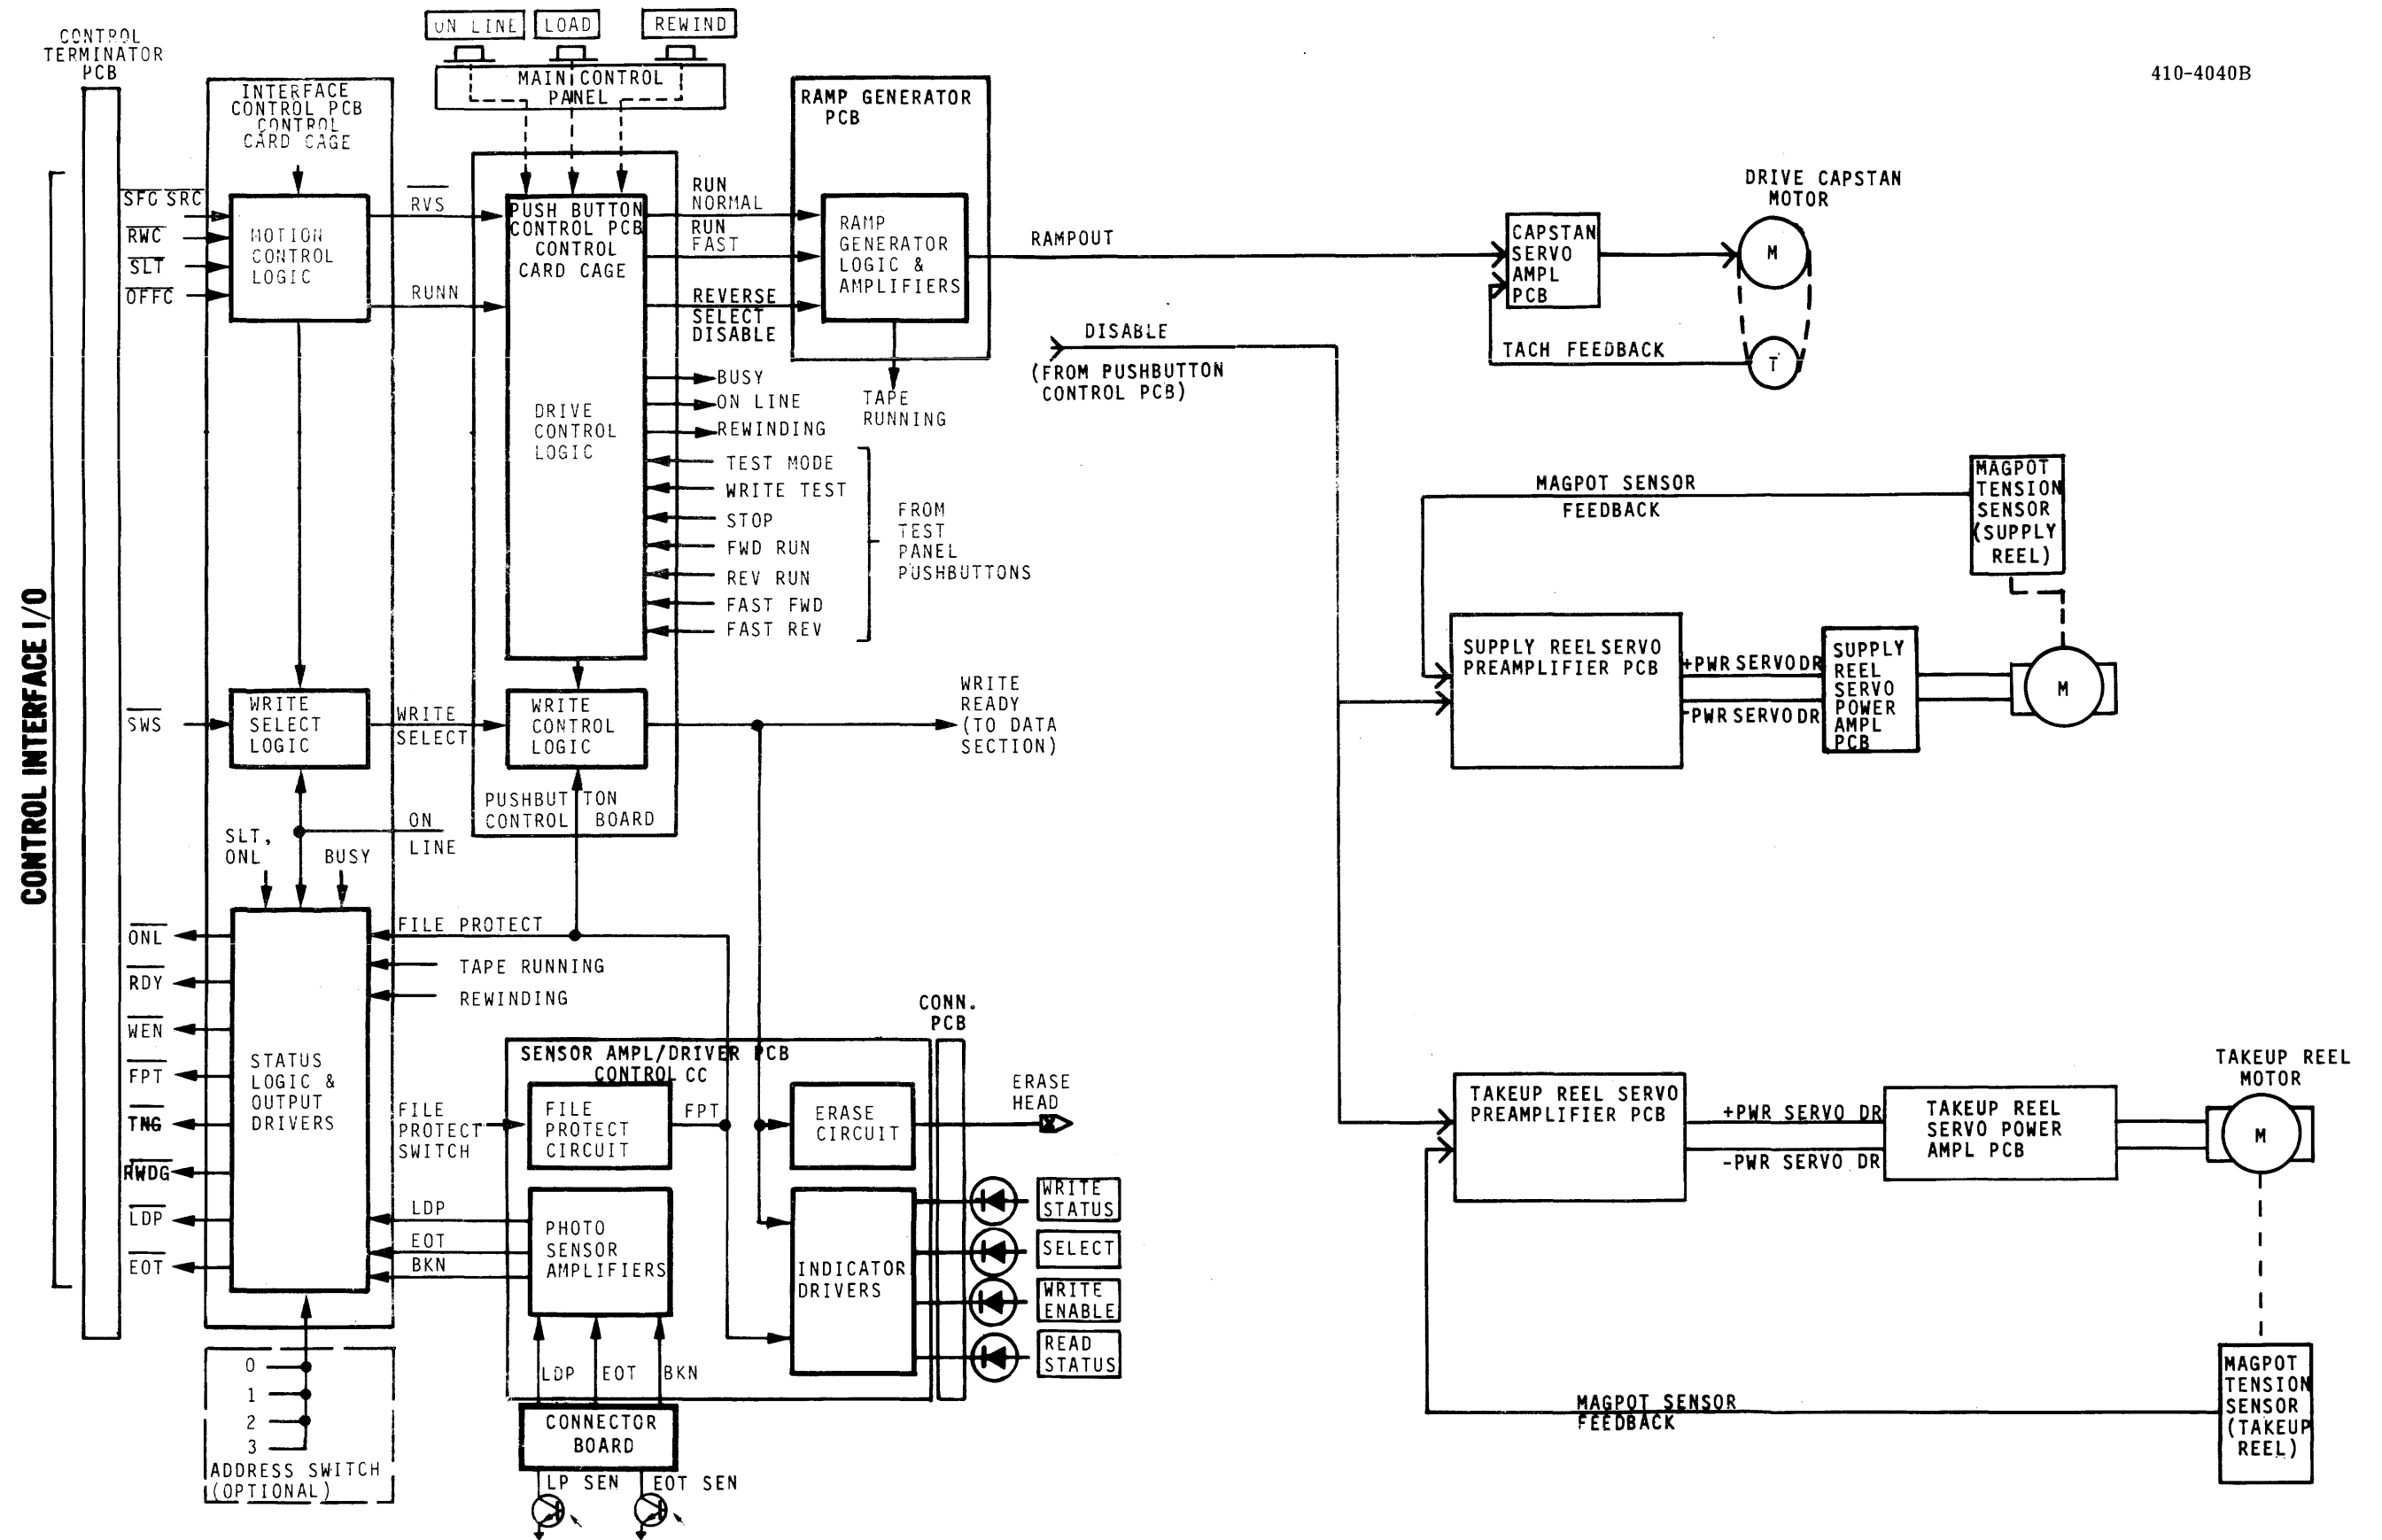 410-4040B
CONTROL
TERMINATOR
PCB
ON LINE
LOAD
REWIND
MAIN CONTROL
PANEL
INTERFACE
CONTROL PCB
CONTROL
CARD CAGE
RAMP GENERATOR
PCB
CONTROL INTERFACE I/O
SFC SRC
RWC
SLT
OFFC
MOTION
CONTROL
LOGIC
RVS
RUNN
PUSH BUTTON
CONTROL PCB
CONTROL
CARD CAGE
DRIVE
CONTROL
LOGIC
RUN
NORMAL
RUN
FAST
REVERSE
SELECT
DISABLE
RAMP
GENERATOR
LOGIC &
AMPLIFIERS
TAPE
RUNNING
RAMPOUT
DISABLE
(FROM PUSHBUTTON
CONTROL PCB)
CAPSTAN
SERVO
AMPL
PCB
DRIVE CAPSTAN
MOTOR
M
T
TACH FEEDBACK
BUSY
ON LINE
REWINDING
TEST MODE
WRITE TEST
STOP
FWD RUN
REV RUN
FAST FWD
FAST REV
FROM
TEST
PANEL
PUSHBUTTONS
MAGPOT SENSOR
FEEDBACK
MAGPOT
TENSION
SENSOR
(SUPPLY
REEL)
SUPPLY REEL SERVO
PREAMPLIFIER PCB
+PWR SERVO DR
-PWR SERVO DR
SUPPLY
REEL
SERVO
POWER
AMPL
PCB
M
SWS
WRITE
SELECT
LOGIC
WRITE
SELECT
WRITE
CONTROL
LOGIC
WRITE
READY
(TO DATA
SECTION)
PUSHBUTTON
CONTROL BOARD
ON
LINE
SLT,
ONL
BUSY
ONL
RDY
WEN
FPT
TNG
RWDG
LDP
EOT
STATUS
LOGIC &
OUTPUT
DRIVERS
FILE PROTECT
TAPE RUNNING
REWINDING
FILE
PROTECT
SWITCH
LDP
EOT
BKN
SENSOR AMPL/DRIVER PCB
CONTROL CC
FILE
PROTECT
CIRCUIT
FPT
ERASE
CIRCUIT
PHOTO
SENSOR
AMPLIFIERS
INDICATOR
DRIVERS
CONN.
PCB
ERASE
HEAD
WRITE
STATUS
SELECT
WRITE
ENABLE
READ
STATUS
LDP
EOT
BKN
CONNECTOR
BOARD
LP SEN
EOT SEN
0
1
2
3
ADDRESS SWITCH
(OPTIONAL)
TAKEUP REEL SERVO
PREAMPLIFIER PCB
+PWR SERVO DR
-PWR SERVO DR
TAKEUP REEL
SERVO POWER
AMPL PCB
TAKEUP REEL
MOTOR
M
MAGPOT SENSOR
FEEDBACK
MAGPOT
TENSION
SENSOR
(TAKEUP
REEL)